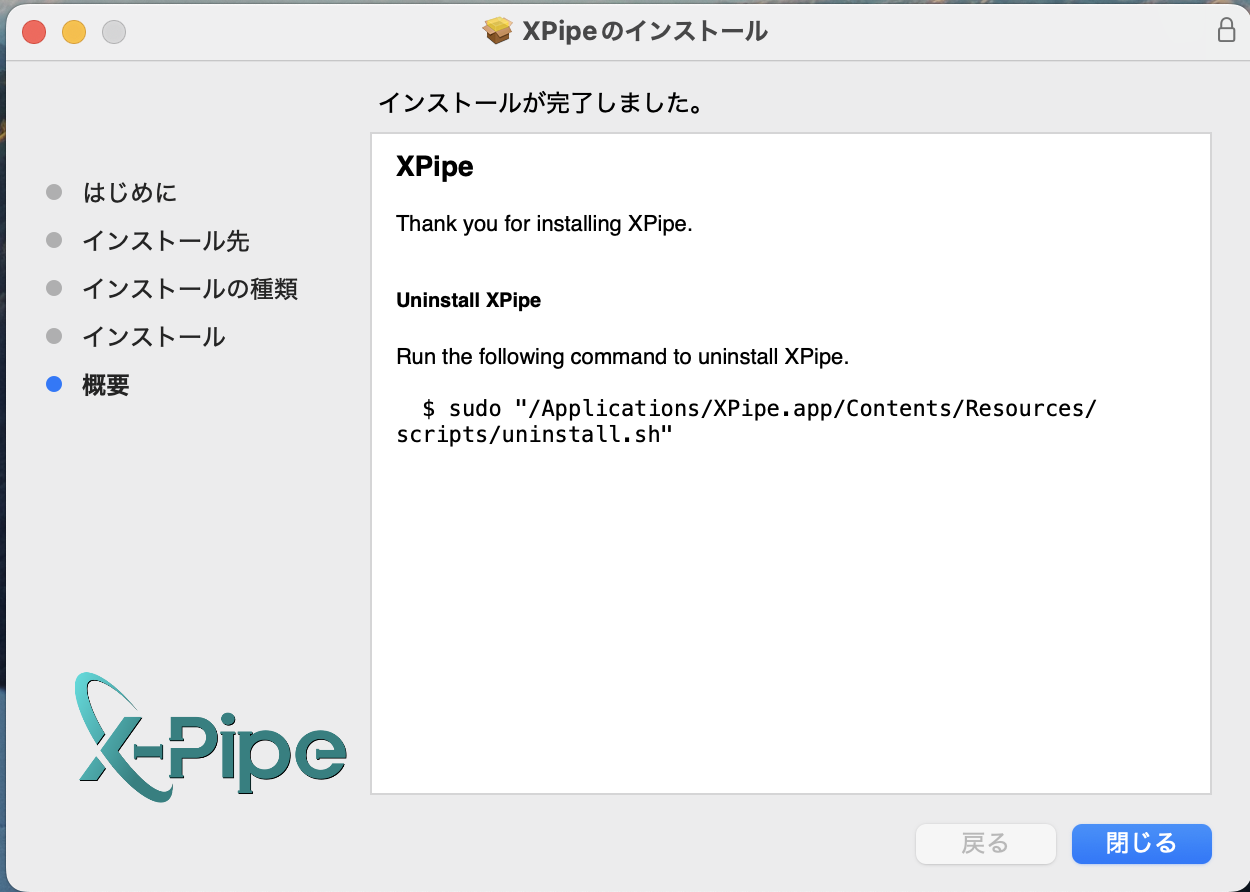 XPipeのインストール
インストールが完了しました。
はじめに
インストール先
インストールの種類
インストール
概要
XPipe
Thank you for installing XPipe.
Uninstall XPipe
Run the following command to uninstall XPipe.
$ sudo "/Applications/XPipe.app/Contents/Resources/
scripts/uninstall.sh"
X-Pipe
戻る
閉じる